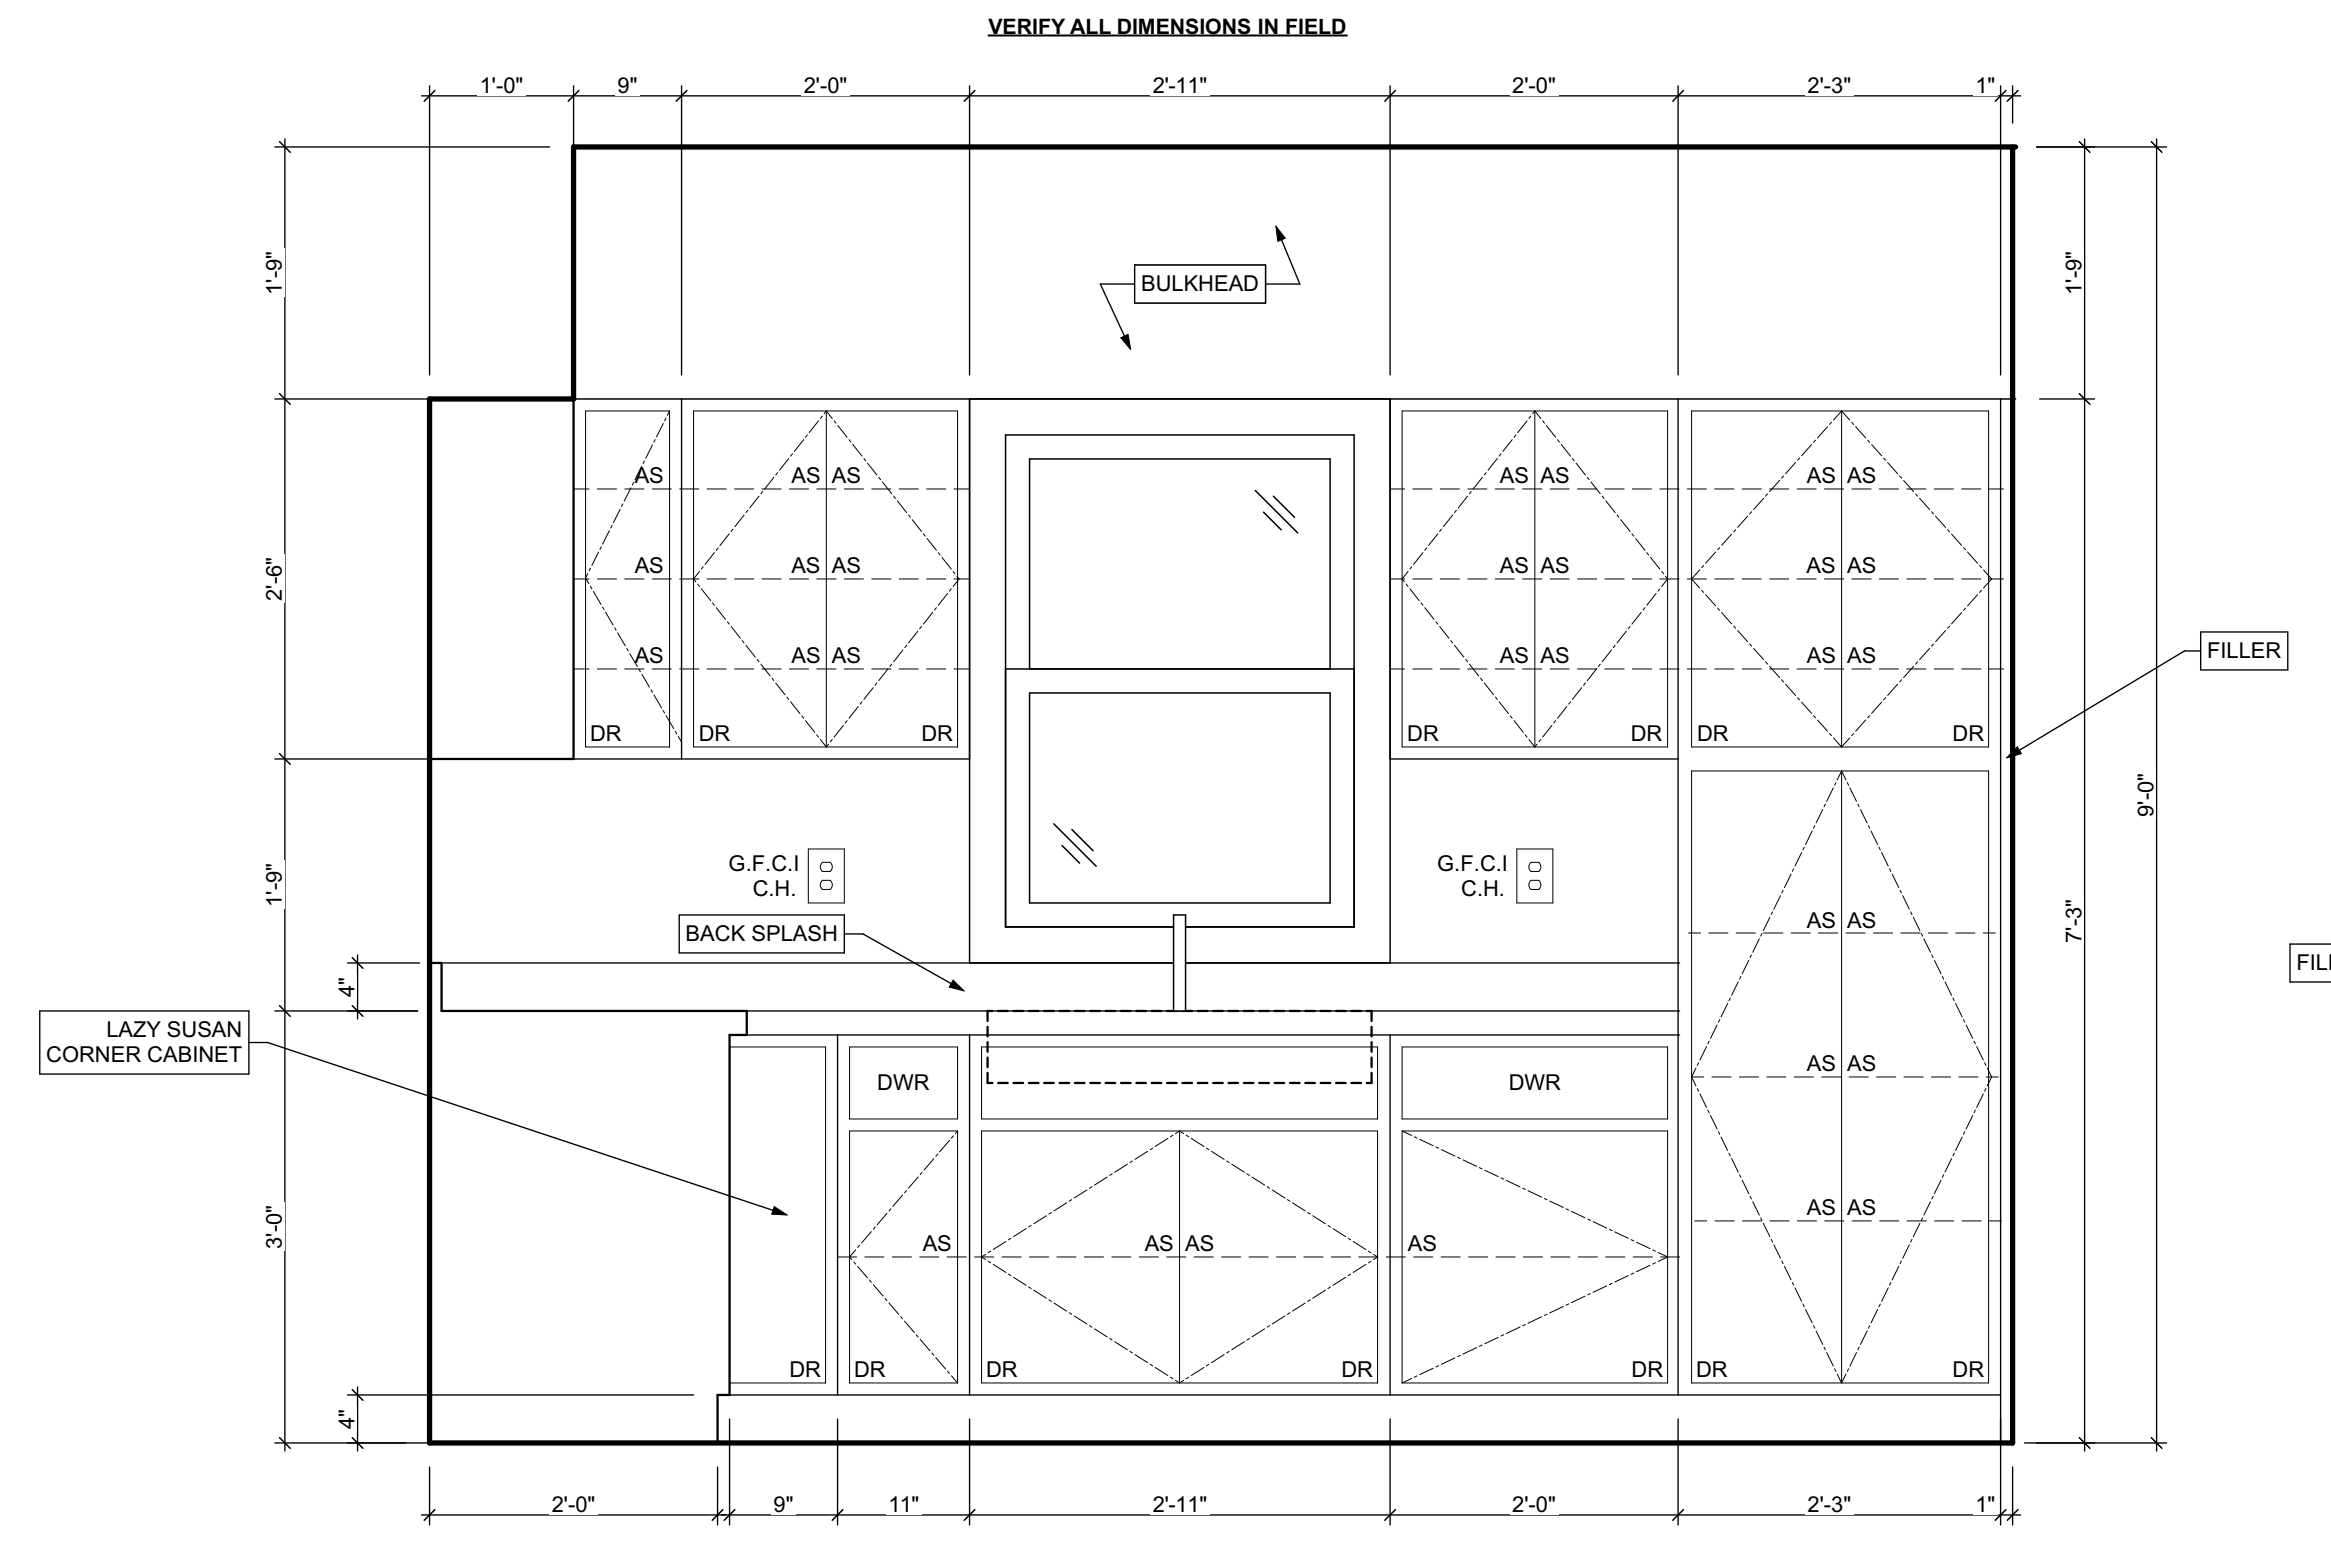 VERIFY ALL DIMENSIONS IN FIELD
1'-0" 9" 2'-0" 2'-11" 2'-0" 2'-3" 1"
1'-9"
BULKHEAD
1'-9"
AS AS AS AS AS AS AS
2'-6"
AS AS AS AS AS AS AS
AS AS AS AS AS AS AS
FILLER
DR DR DR DR DR DR DR
9'-0"
G.F.C.I
C.H.
G.F.C.I
C.H.
1'-9"
BACK SPLASH
AS AS
7'-3"
4"
LAZY SUSAN
CORNER CABINET
DWR DWR
AS AS
3'-0"
AS AS
AS AS AS AS
DR DR DR DR DR DR DR
4"
2'-0" 9" 11" 2'-11" 2'-0" 2'-3" 1"